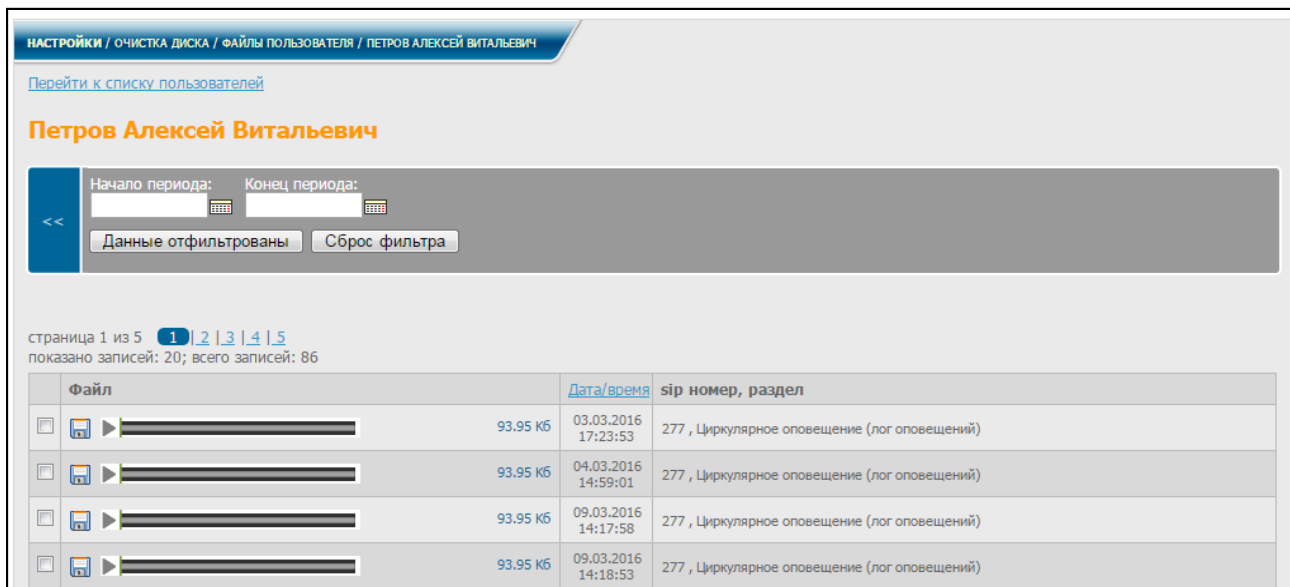 НАСТРОЙКИ / ОЧИСТКА ДИСКА / ФАЙЛЫ ПОЛЬЗОВАТЕЛЯ / ПЕТРОВ АЛЕКСЕЙ ВИТАЛЬЕВИЧ
Перейти к списку пользователей
Петров Алексей Витальевич
Начало периода: Конец периода:
<<
Данные отфильтрованы Сброс фильтра
страница 1 из 5 1 | 2 | 3 | 4 | 5
показано записей: 20; всего записей: 86
Файл Дата/время sip номер, раздел
93.95 Кб 03.03.2016 17:23:53 277 , Циркулярное оповещение (лог оповещений)
93.95 Кб 04.03.2016 14:59:01 277 , Циркулярное оповещение (лог оповещений)
93.95 Кб 09.03.2016 14:17:58 277 , Циркулярное оповещение (лог оповещений)
93.95 Кб 09.03.2016 14:18:53 277 , Циркулярное оповещение (лог оповещений)